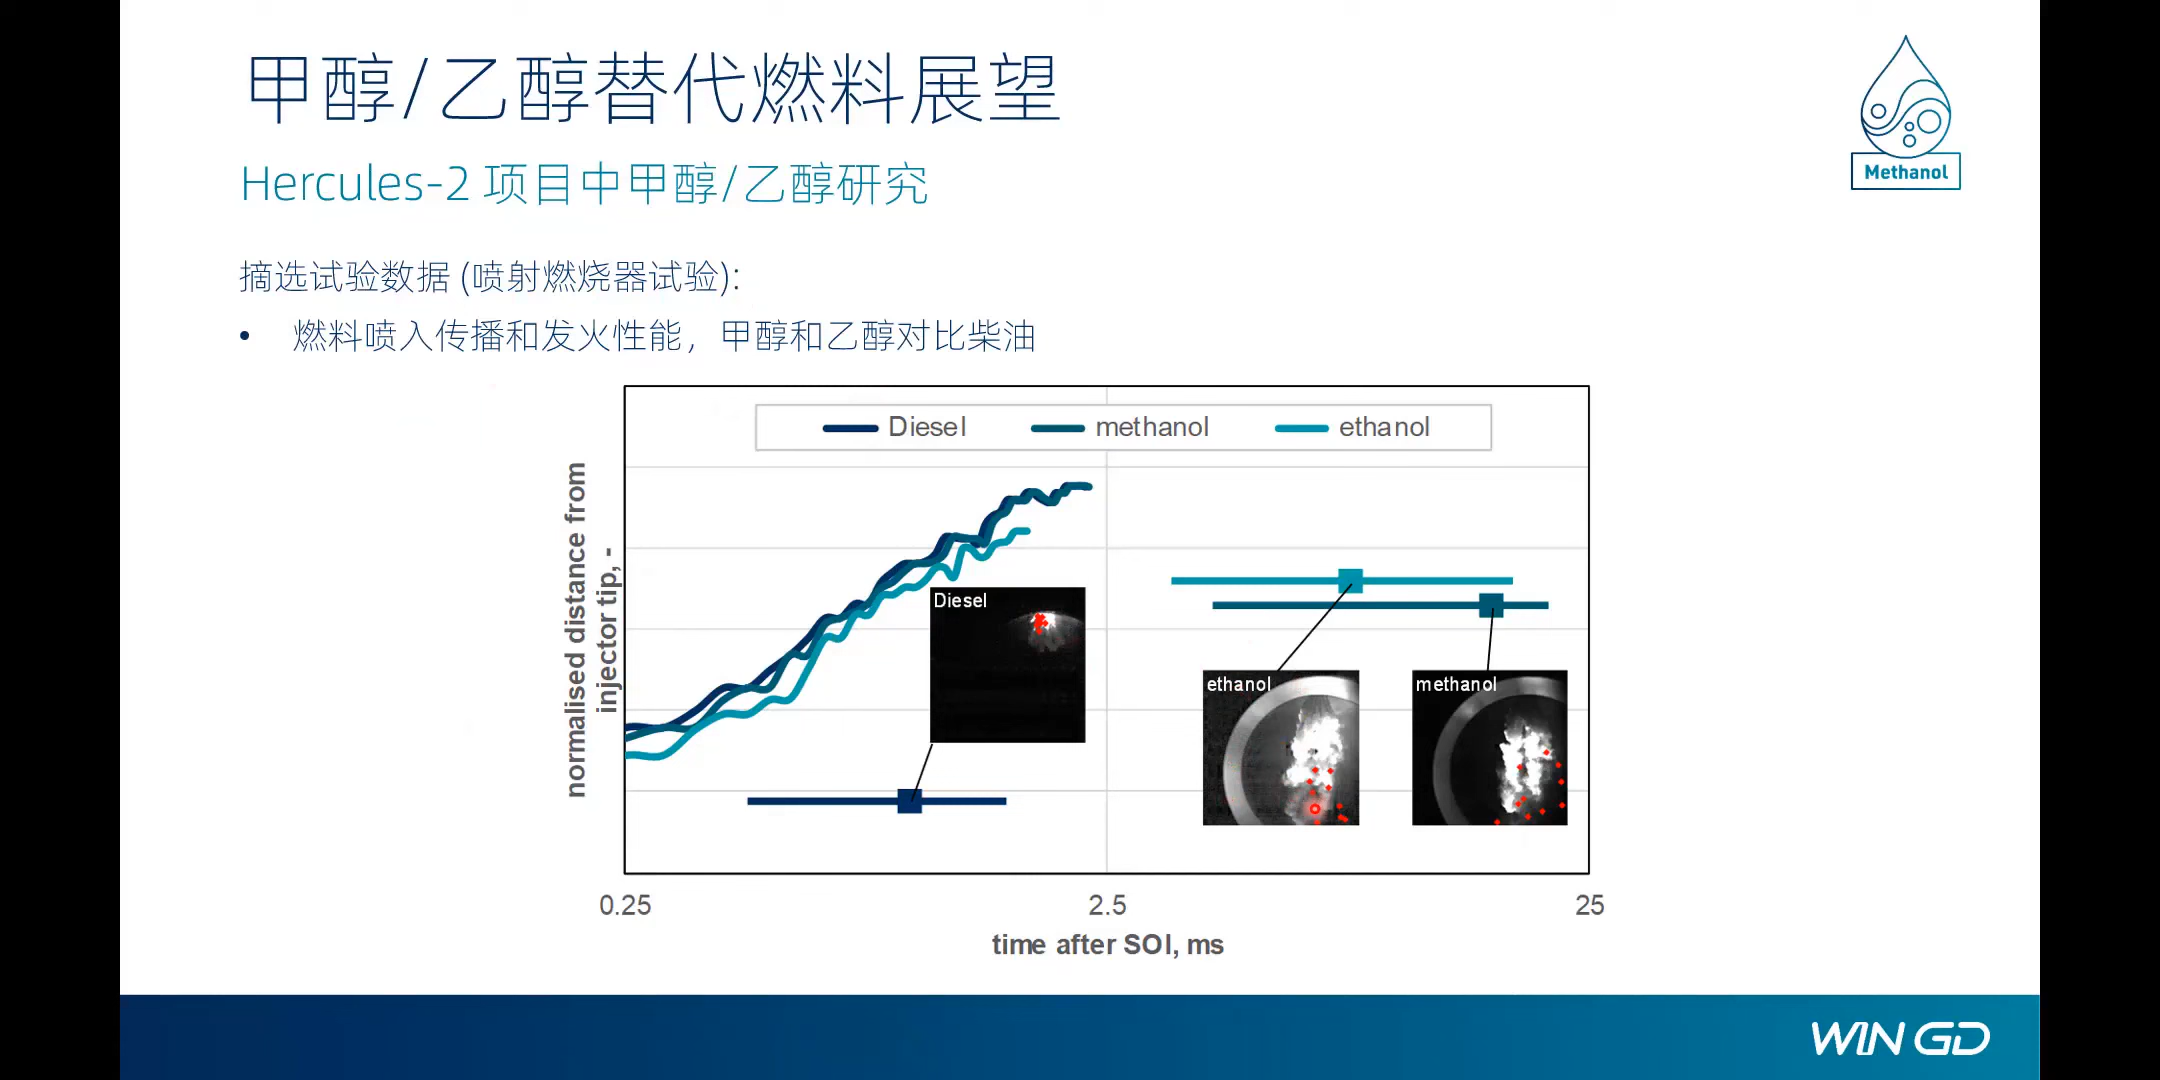 甲醇/乙醇替代燃料展望
Methanol
Hercules-2 项目中甲醇/乙醇研究
摘选试验数据 (喷射燃烧器试验):
• 燃料喷入传播和发火性能，甲醇和乙醇对比柴油
Diesel methanol ethanol
normalised distance from
injector tip, -
Diesel
ethanol
methanol
0.25 2.5 25
time after SOI, ms
WIN GD